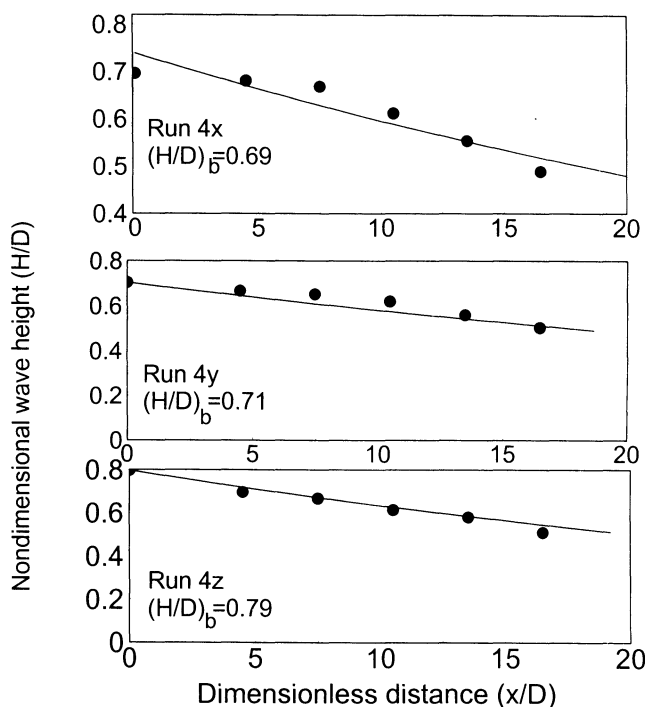 Nondimensional wave height (H/D)
0.8
0.7
0.6
0.5
0.4
Run 4x
(H/D)b=0.69
0 5 10 15 20
0.8
0.6
0.4
0.2
0
Run 4y
(H/D)b=0.71
0 5 10 15 20
0.8
0.6
0.4
0.2
0
Run 4z
(H/D)b=0.79
0 5 10 15 20
Dimensionless distance (x/D)